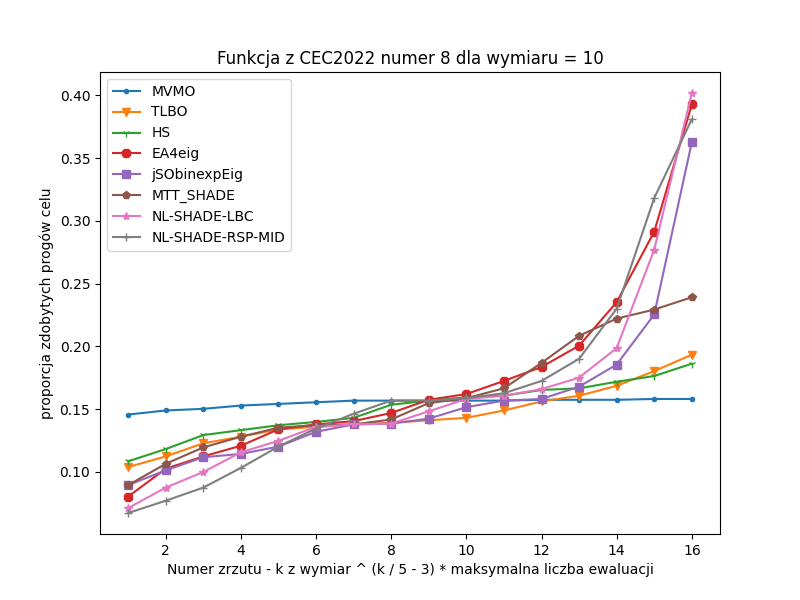 Funkcja z CEC2022 numer 8 dla wymiaru = 10
proporcja zdobytych progów celu
0.40
0.35
0.30
0.25
0.20
0.15
0.10
MVMO
TLBO
HS
EA4eig
jSObinexpEig
MTT_SHADE
NL-SHADE-LBC
NL-SHADE-RSP-MID
2 4 6 8 10 12 14 16
Numer zrzutu - k z wymiar ^ (k / 5 - 3) * maksymalna liczba ewaluacji